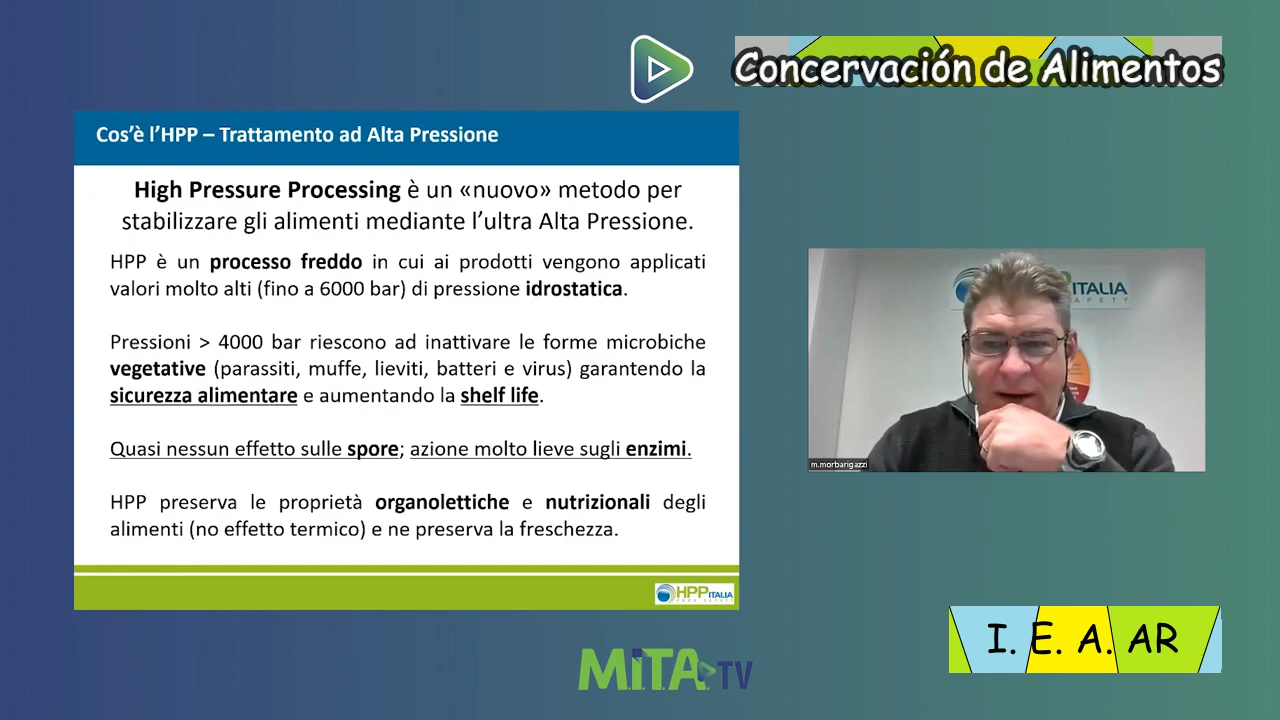 Concervación de Alimentos
Cos'è l'HPP – Trattamento ad Alta Pressione
High Pressure Processing è un «nuovo» metodo per
stabilizzare gli alimenti mediante l'ultra Alta Pressione.
HPP è un processo freddo in cui ai prodotti vengono applicati
valori molto alti (fino a 6000 bar) di pressione idrostatica.
Pressioni > 4000 bar riescono ad inattivare le forme microbiche
vegetative (parassiti, muffe, lieviti, batteri e virus) garantendo la
sicurezza alimentare e aumentando la shelf life.
Quasi nessun effetto sulle spore; azione molto lieve sugli enzimi.
HPP preserva le proprietà organolettiche e nutrizionali degli
alimenti (no effetto termico) e ne preserva la freschezza.
HPP ITALIA
ITALIA
m.morbarigazzi
I. E. A. AR
M.I.T.A. TV